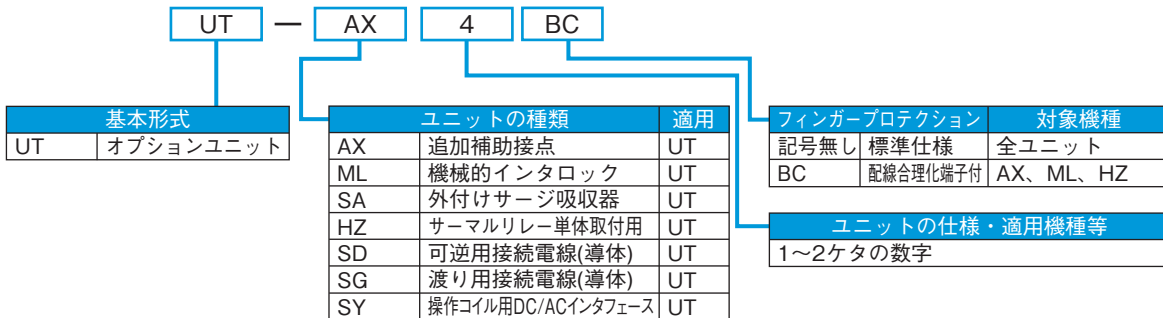 UT － AX 4 BC
基本形式
UT オプションユニット
ユニットの種類 適用
AX 追加補助接点 UT
ML 機械的インタロック UT
SA 外付けサージ吸収器 UT
HZ サーマルリレー単体取付用 UT
SD 可逆用接続電線(導体) UT
SG 渡り用接続電線(導体) UT
SY 操作コイル用DC/ACインタフェース UT
フィンガープロテクション 対象機種
記号無し 標準仕様 全ユニット
BC 配線合理化端子付 AX、ML、HZ
ユニットの仕様・適用機種等
1〜2ケタの数字